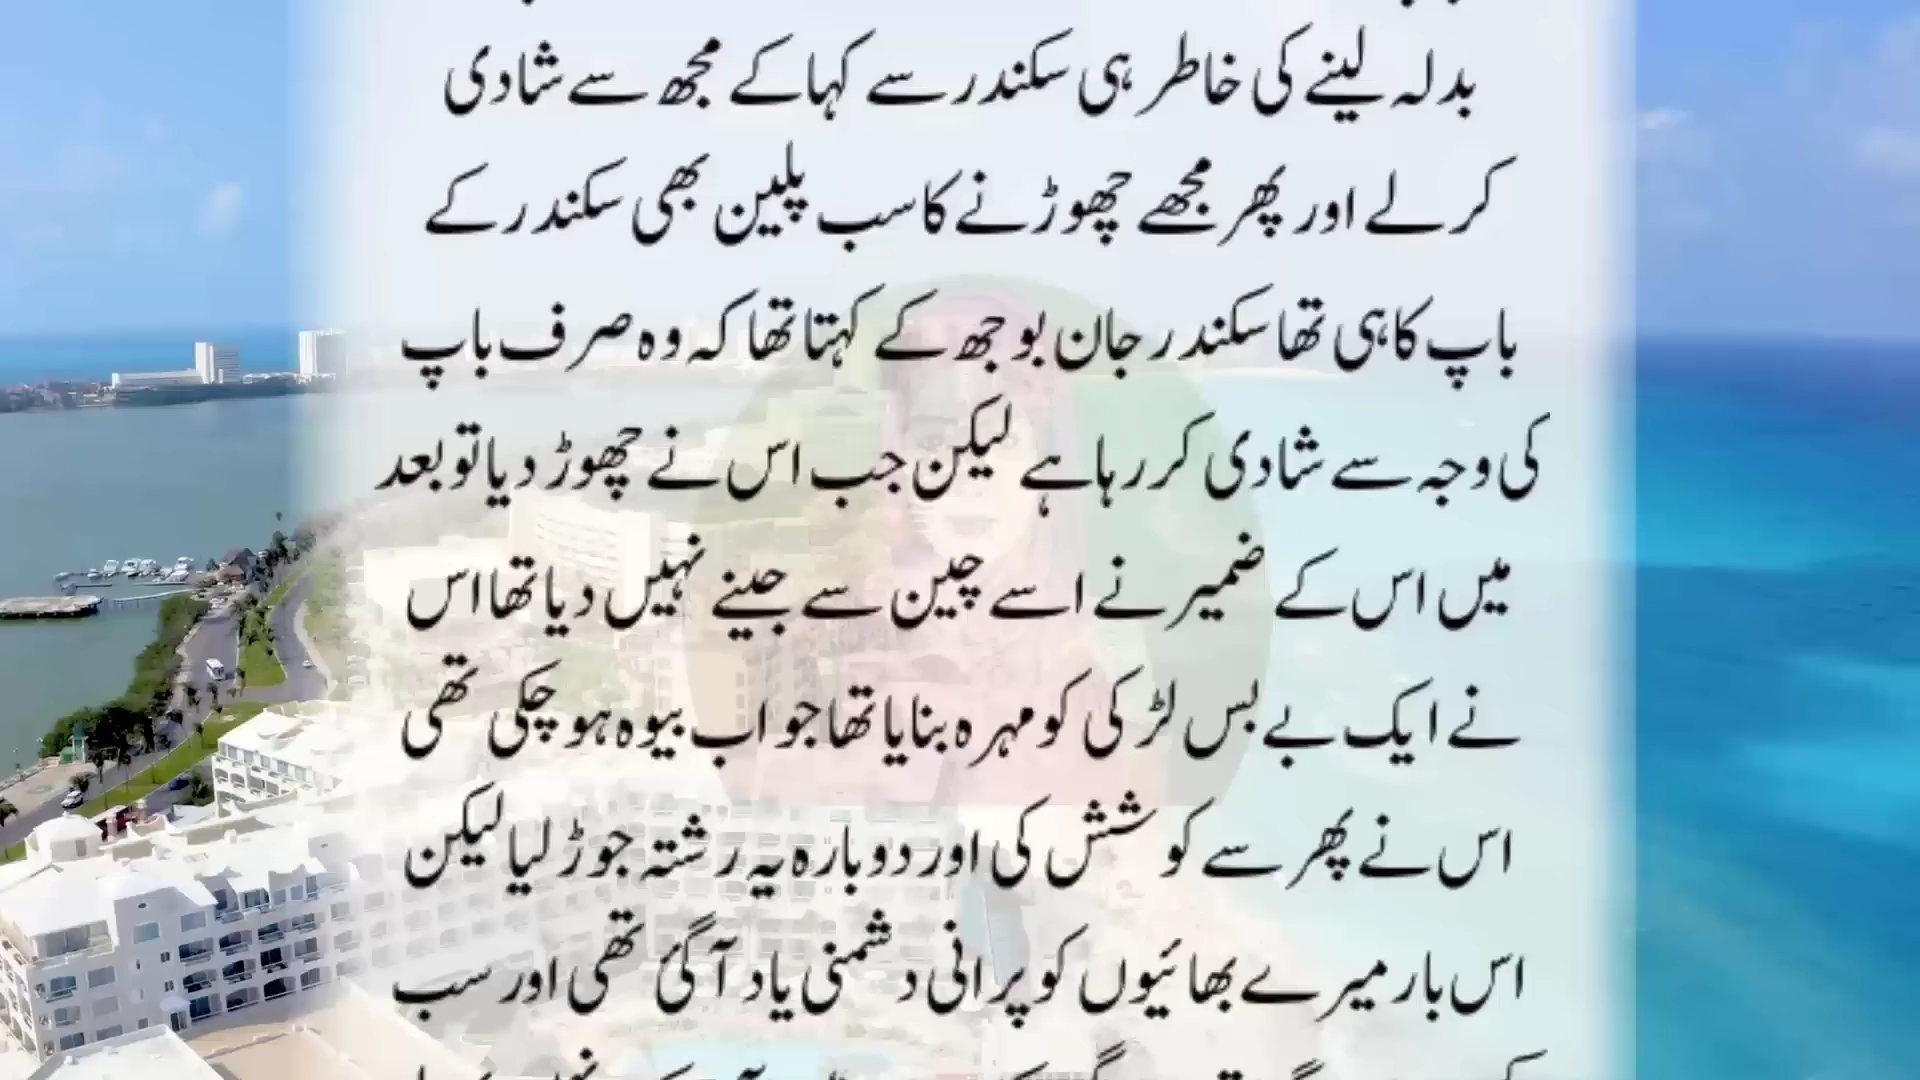 بدلہ لینے کی خاطر ہی سکندر سے کہا کے مجھ سے شادی
کر لے اور پھر مجھے چھوڑنے کا سب پلین بھی سکندر کے
باپ کا ہی تھا سکندر جان بوجھ کے کہتا تھا کہ وہ صرف باپ
کی وجہ سے شادی کر رہا ہے لیکن جب اس نے چھوڑ دیا تو بعد
میں اس کے ضمیر نے اسے چین سے جینے نہیں دیا تھا اس
نے ایک بے بس لڑکی کو مہرہ بنایا تھا جو اب بیوہ ہو چکی تھی
اس نے پھر سے کوشش کی اور دوبارہ یہ رشتہ جوڑ لیا لیکن
اس بار میرے بھائیوں کو پرانی دشمنی یاد آ گئ تھی اور سب